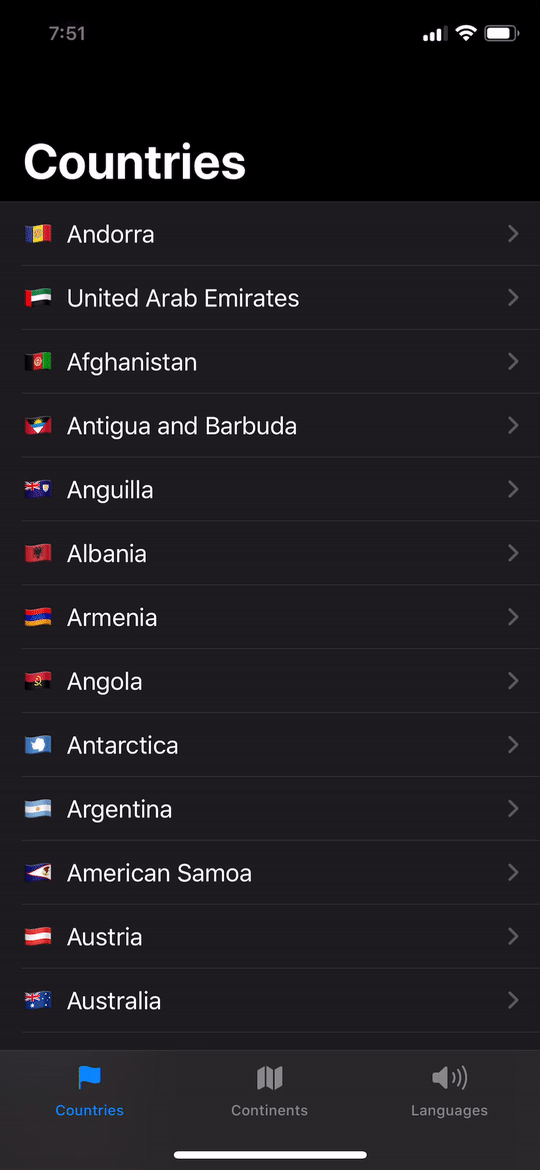 7:51
Countries
Andorra
United Arab Emirates
Afghanistan
Antigua and Barbuda
Anguilla
Albania
Armenia
Angola
Antarctica
Argentina
American Samoa
Austria
Australia
Countries Continents Languages